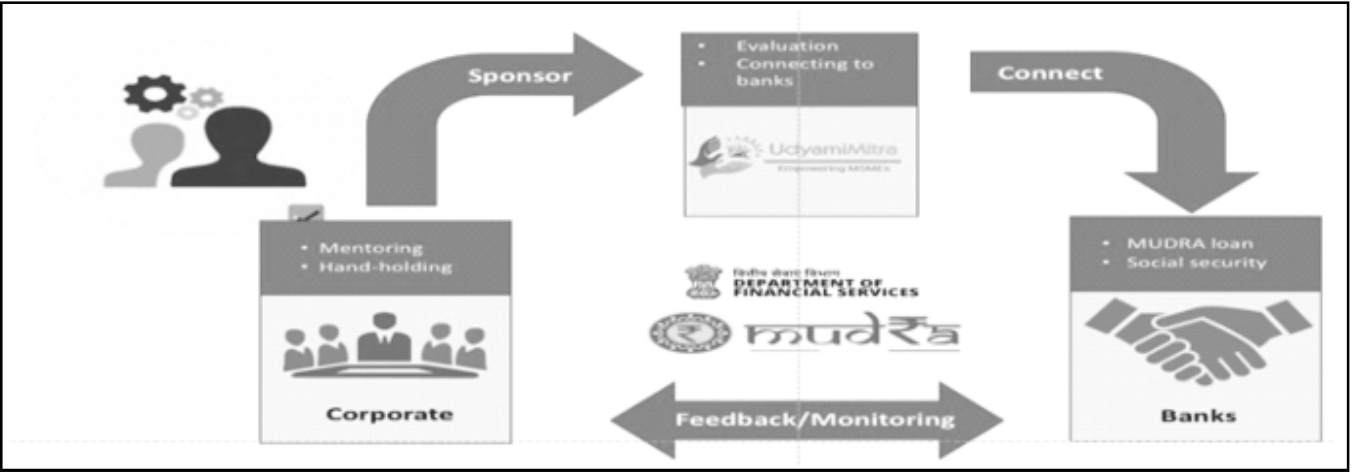 Sponsor
• Evaluation
• Connecting to
banks
Connect
UdyamiMitra
Empowering MSMEs
• Mentoring
• Hand-holding
Corporate
वित्तीय सेवाएं विभाग
DEPARTMENT OF
FINANCIAL SERVICES
mudRa
Feedback/Monitoring
• MUDRA loan
• Social security
Banks